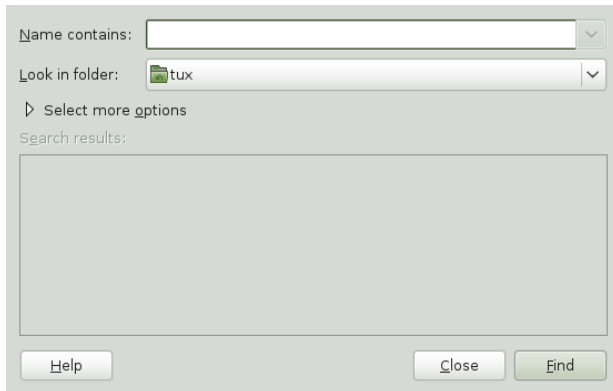 Name contains:
Look in folder: tux
Select more options
Search results:
Help Close Find